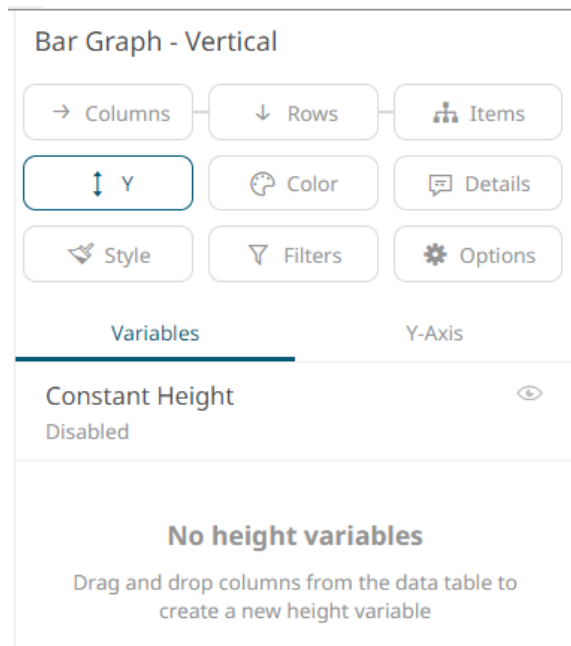 Bar Graph - Vertical
Columns Rows Items
Y Color Details
Style Filters Options
Variables Y-Axis
Constant Height
Disabled
No height variables
Drag and drop columns from the data table to
create a new height variable